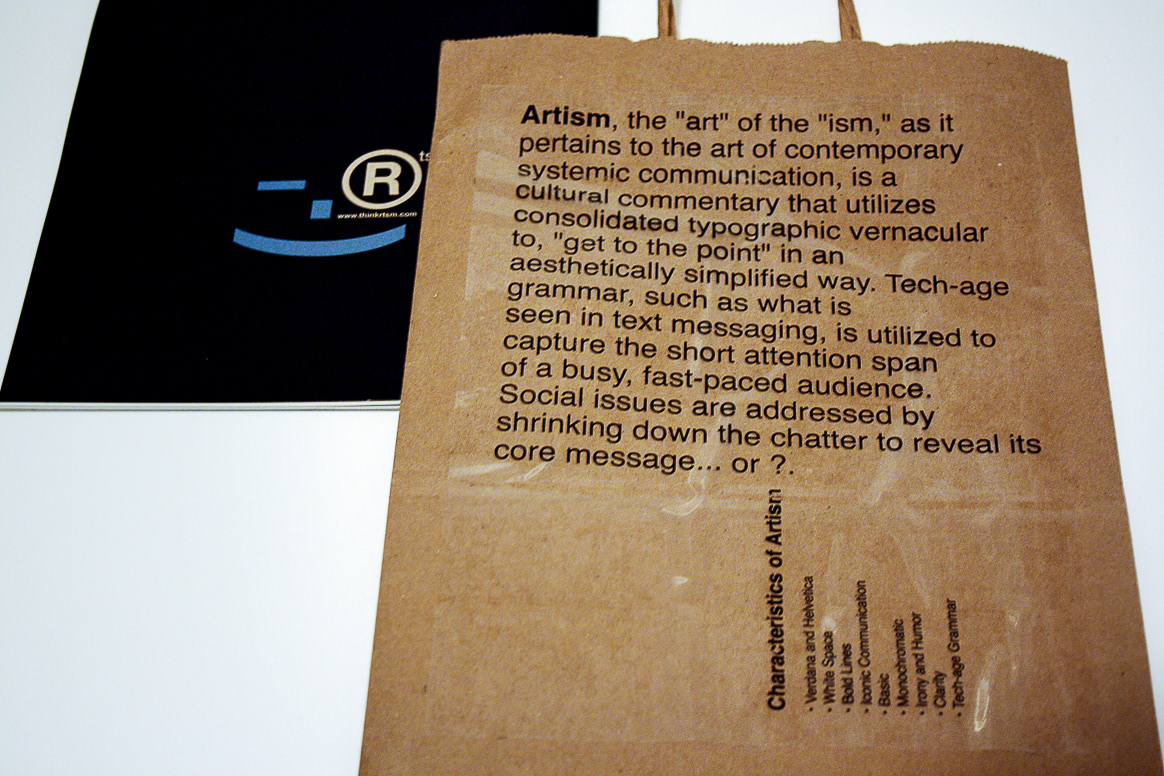 ®
ts
www.thinkrtsm.com
Artism, the "art" of the "ism," as it
pertains to the art of contemporary
systemic communication, is a
cultural commentary that utilizes
consolidated typographic vernacular
to, "get to the point" in an
aesthetically simplified way. Tech-age
grammar, such as what is
seen in text messaging, is utilized to
capture the short attention span
of a busy, fast-paced audience.
Social issues are addressed by
shrinking down the chatter to reveal its
core message... or ?.
Characteristics of Artism
• Verdana and Helvetica
• White Space
• Bold Lines
• Iconic Communication
• Basic
• Monochromatic
• Irony and Humor
• Clarity
• Tech-age Grammar